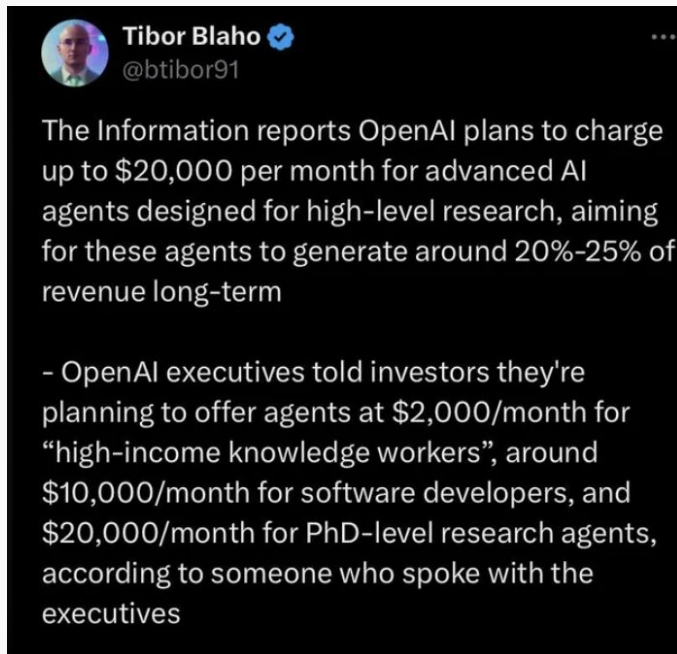 Tibor Blaho
@btibor91
The Information reports OpenAI plans to charge
up to $20,000 per month for advanced AI
agents designed for high-level research, aiming
for these agents to generate around 20%-25% of
revenue long-term
- OpenAI executives told investors they're
planning to offer agents at $2,000/month for
“high-income knowledge workers”, around
$10,000/month for software developers, and
$20,000/month for PhD-level research agents,
according to someone who spoke with the
executives